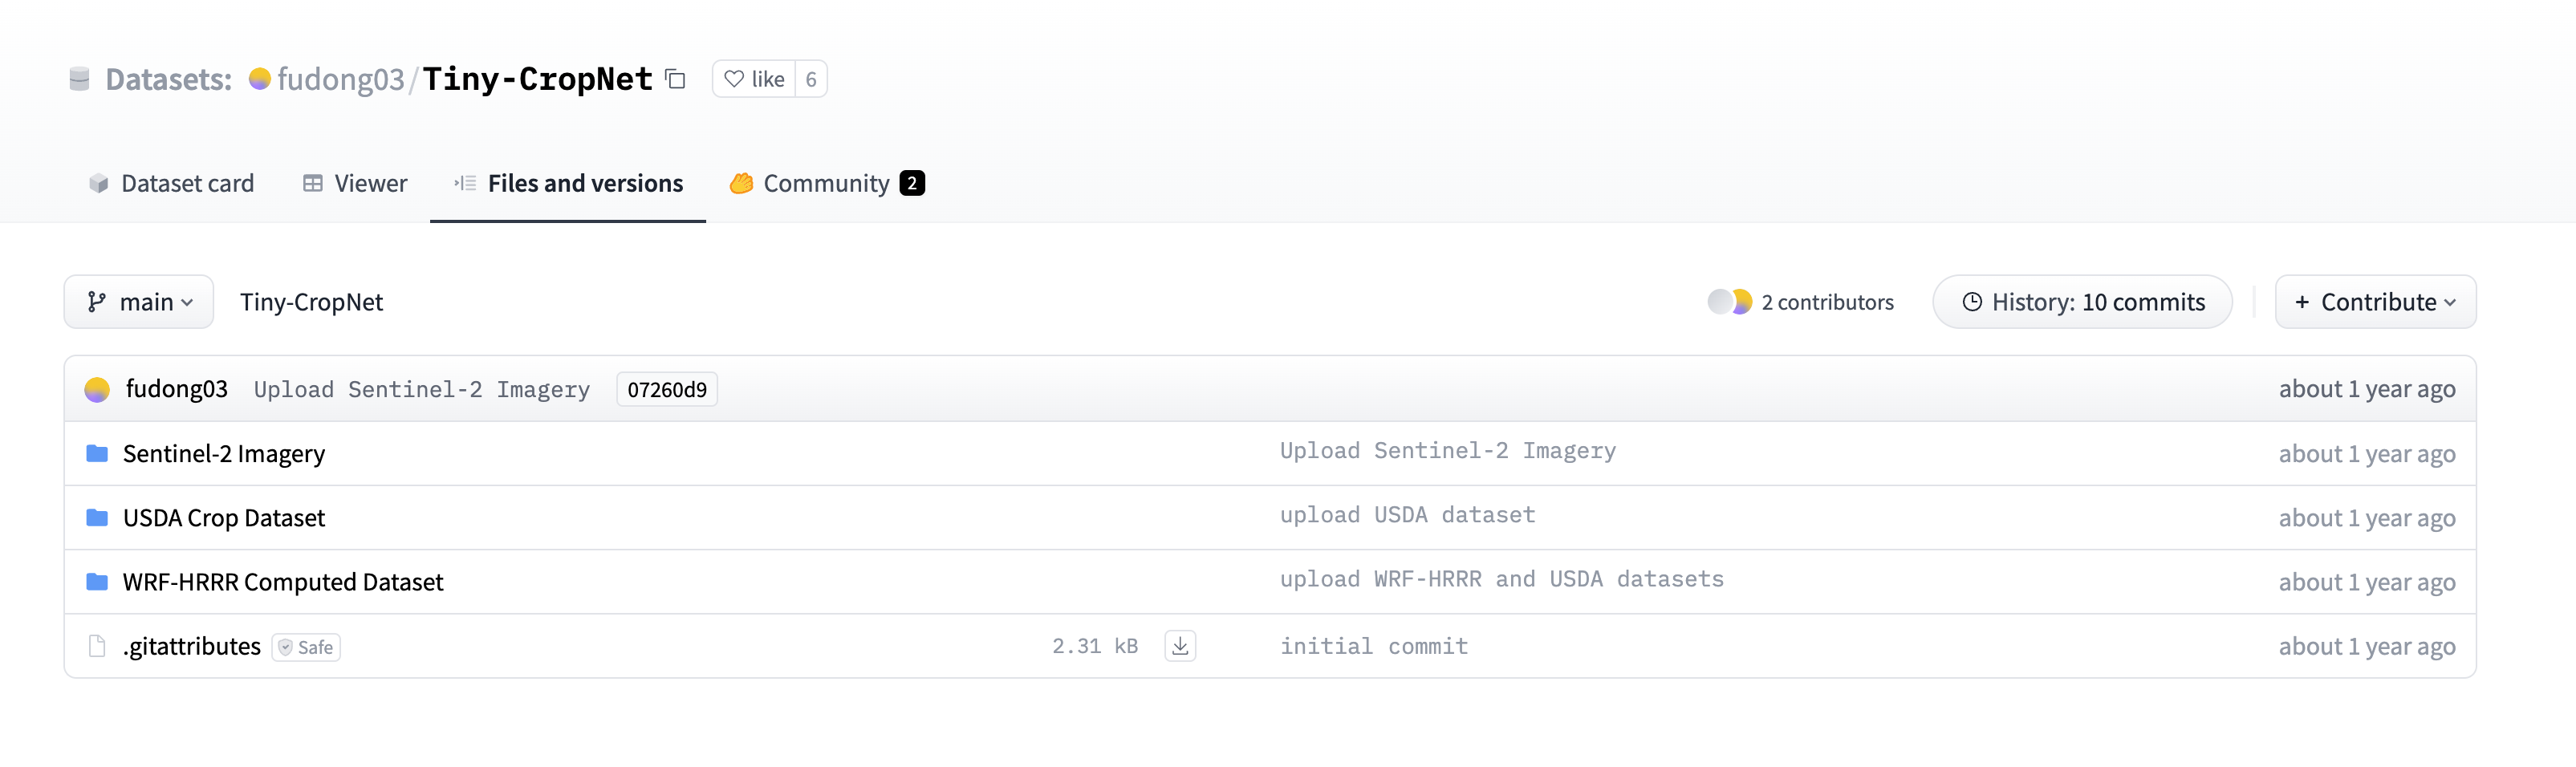 Datasets: fudong03/Tiny-CropNet like 6
Dataset card Viewer Files and versions Community 2
main Tiny-CropNet 2 contributors History: 10 commits + Contribute
fudong03 Upload Sentinel-2 Imagery 07260d9 about 1 year ago
Sentinel-2 Imagery Upload Sentinel-2 Imagery about 1 year ago
USDA Crop Dataset upload USDA dataset about 1 year ago
WRF-HRRR Computed Dataset upload WRF-HRRR and USDA datasets about 1 year ago
.gitattributes Safe 2.31 kB initial commit about 1 year ago